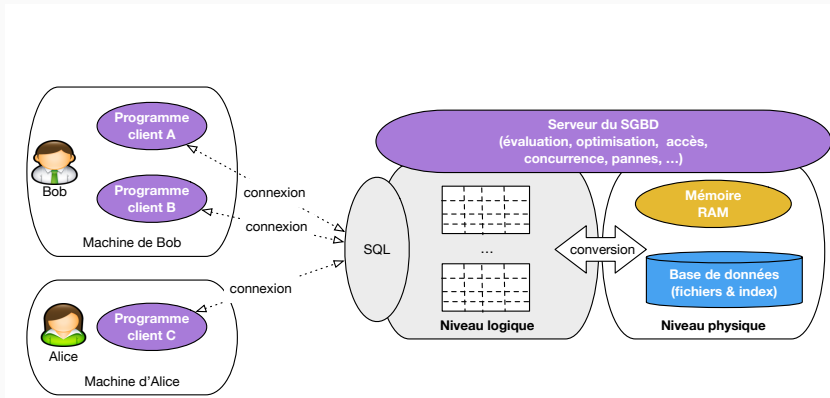 Programme
client A
Bob
Programme
client B
Machine de Bob
connexion
connexion
connexion
Programme
client C
Alice
Machine d'Alice
Serveur du SGBD
(évaluation, optimisation, accès,
concurrence, pannes, ...)
SQL
...
Niveau logique
conversion
Mémoire
RAM
Base de données
(fichiers & index)
Niveau physique